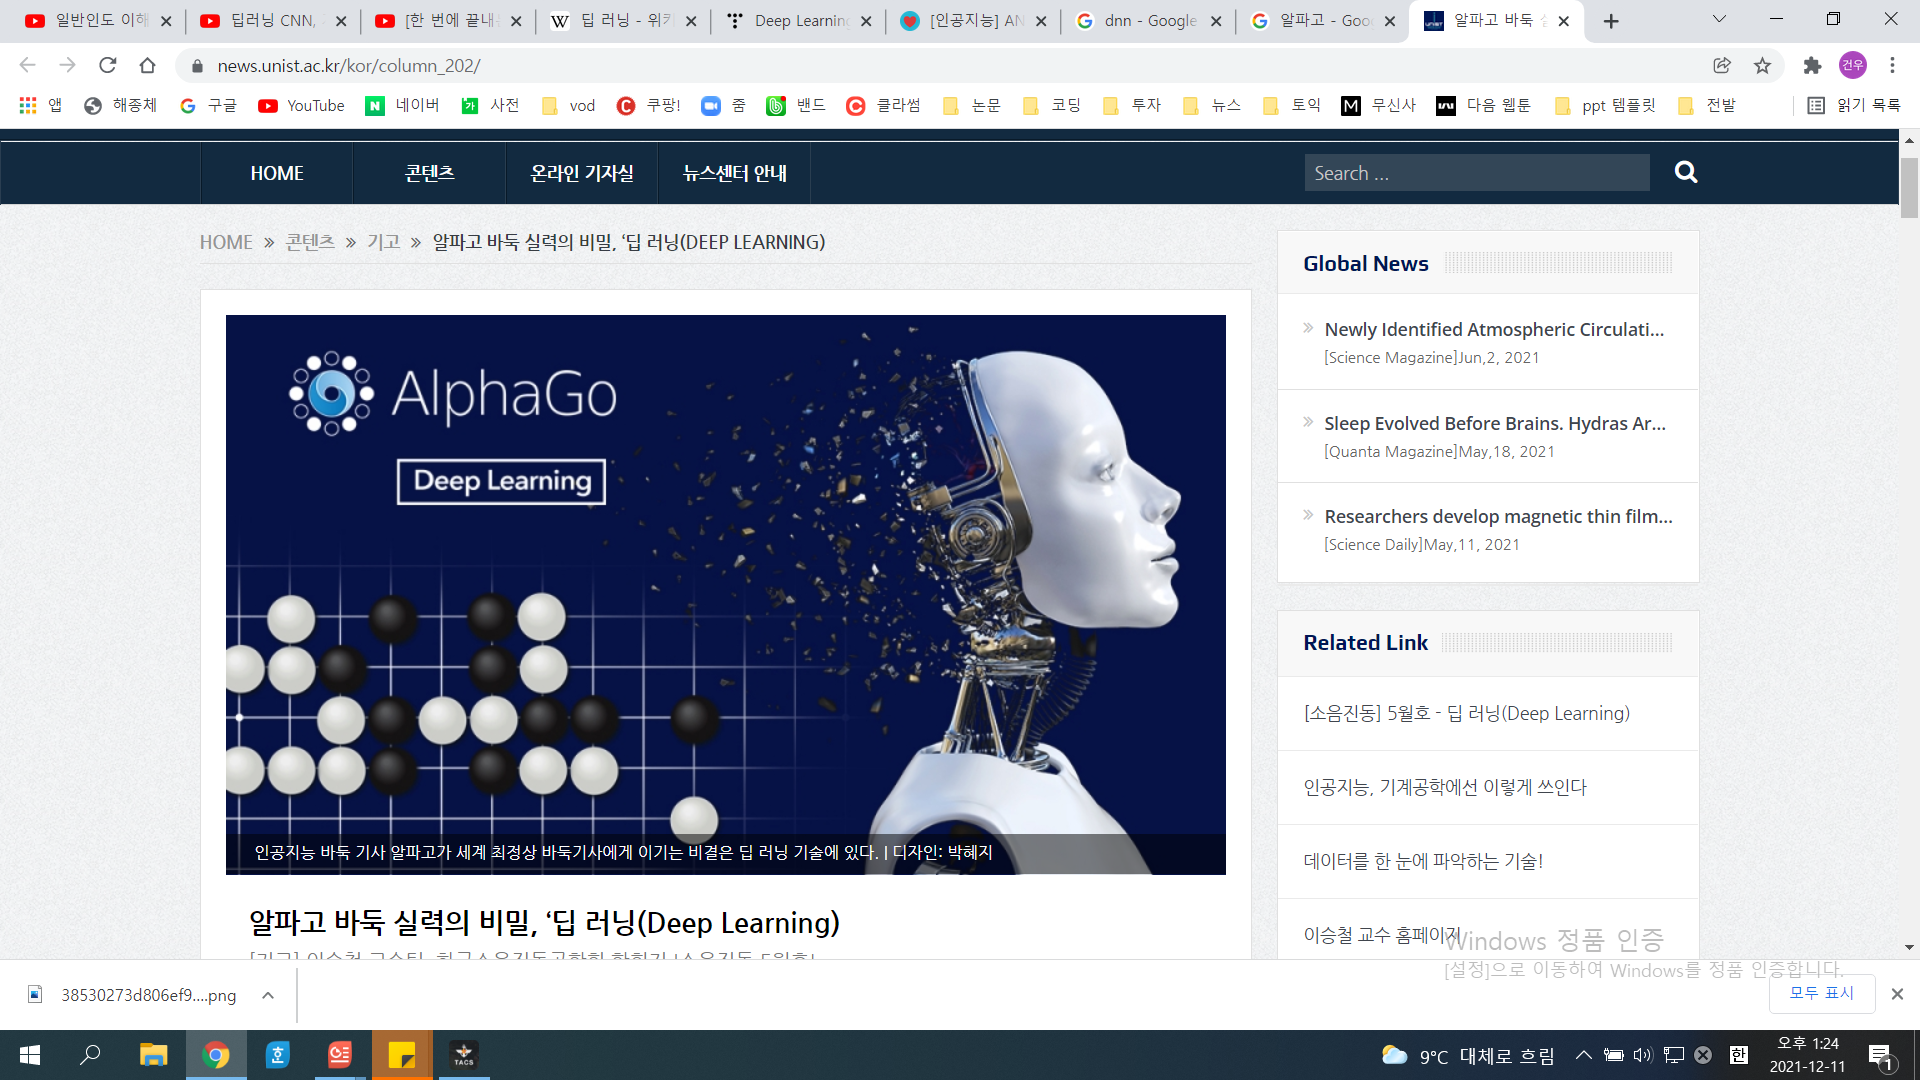 일반인도 이해
딥러닝 CNN,
[한 번에 끝내는
딥 러닝 - 위키
Deep Learning
[인공지능] AN
dnn - Google
알파고 - Goo
알파고 바둑 실
news.unist.ac.kr/kor/column_202/
건우
앱
해종체
구글
YouTube
네이버
사전
vod
쿠팡!
줌
밴드
클라썸
논문
코딩
투자
뉴스
토익
무신사
다음 웹툰
ppt 템플릿
전발
읽기 목록
HOME
콘텐츠
온라인 기자실
뉴스센터 안내
Search ...
HOME » 콘텐츠 » 기고 » 알파고 바둑 실력의 비밀, ‘딥 러닝(DEEP LEARNING)
AlphaGo
Deep Learning
인공지능 바둑 기사 알파고가 세계 최정상 바둑기사에게 이기는 비결은 딥 러닝 기술에 있다. | 디자인: 박혜지
알파고 바둑 실력의 비밀, ‘딥 러닝(Deep Learning)
Global News
Newly Identified Atmospheric Circulati...
[Science Magazine]Jun,2, 2021
Sleep Evolved Before Brains. Hydras Ar...
[Quanta Magazine]May,18, 2021
Researchers develop magnetic thin film...
[Science Daily]May,11, 2021
Related Link
[소음진동] 5월호 - 딥 러닝(Deep Learning)
인공지능, 기계공학에선 이렇게 쓰인다
데이터를 한 눈에 파악하는 기술!
이승철 교수 홈페이지
Windows 정품 인증
[설정]으로 이동하여 Windows를 정품 인증합니다.
38530273d806ef9....png
모두 표시
TACS
9°C 대체로 흐림
한
오후 1:24
2021-12-11
1